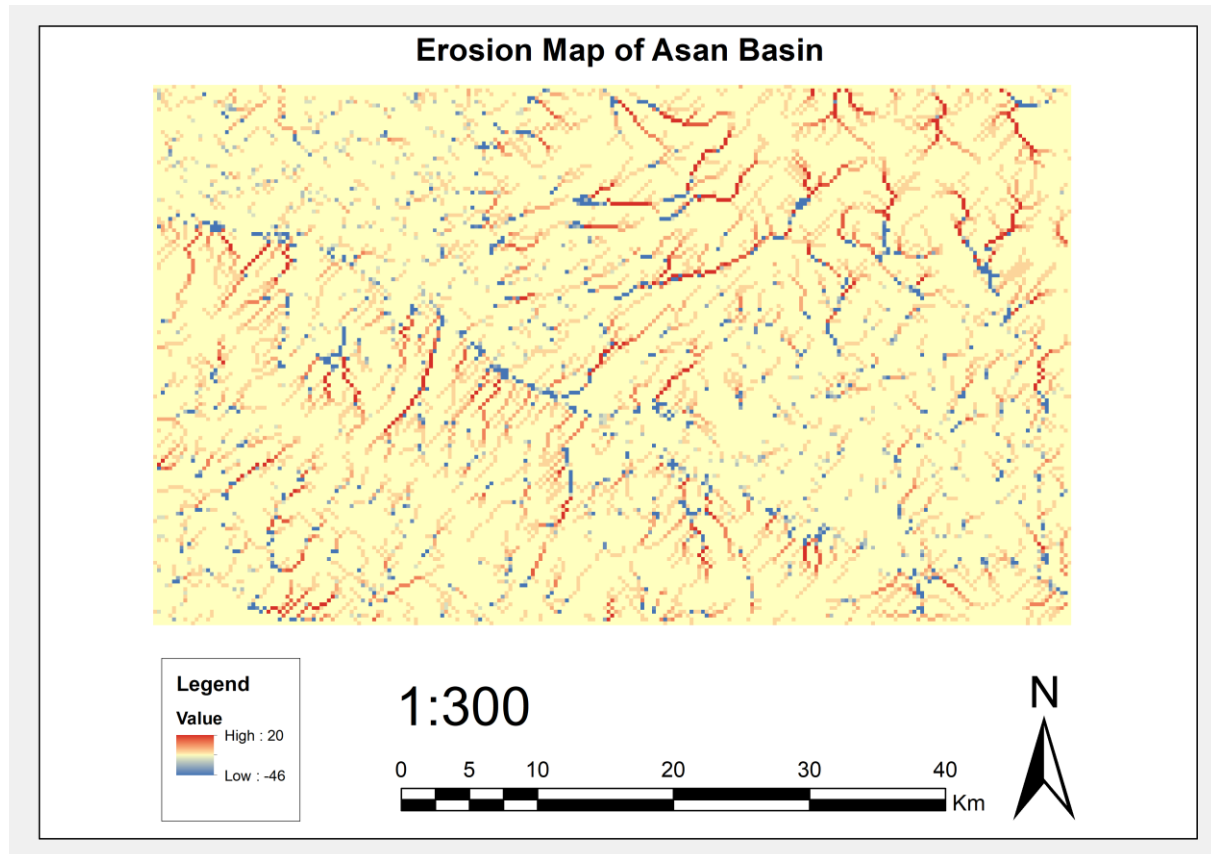 Erosion Map of Asan Basin
Legend
Value
High : 20
Low : -46
1:300
0 5 10 20 30 40
Km
N